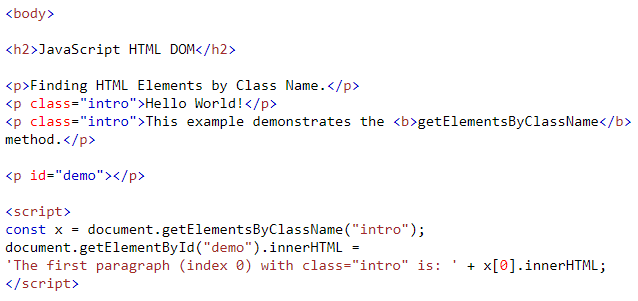 <body>
<h2>JavaScript HTML DOM</h2>
<p>Finding HTML Elements by Class Name.</p>
<p class="intro">Hello World!</p>
<p class="intro">This example demonstrates the <b>getElementsByClassName</b>
method.</p>
<p id="demo"></p>
<script>
const x = document.getElementsByClassName("intro");
document.getElementById("demo").innerHTML =
'The first paragraph (index 0) with class="intro" is: ' + x[0].innerHTML;
</script>